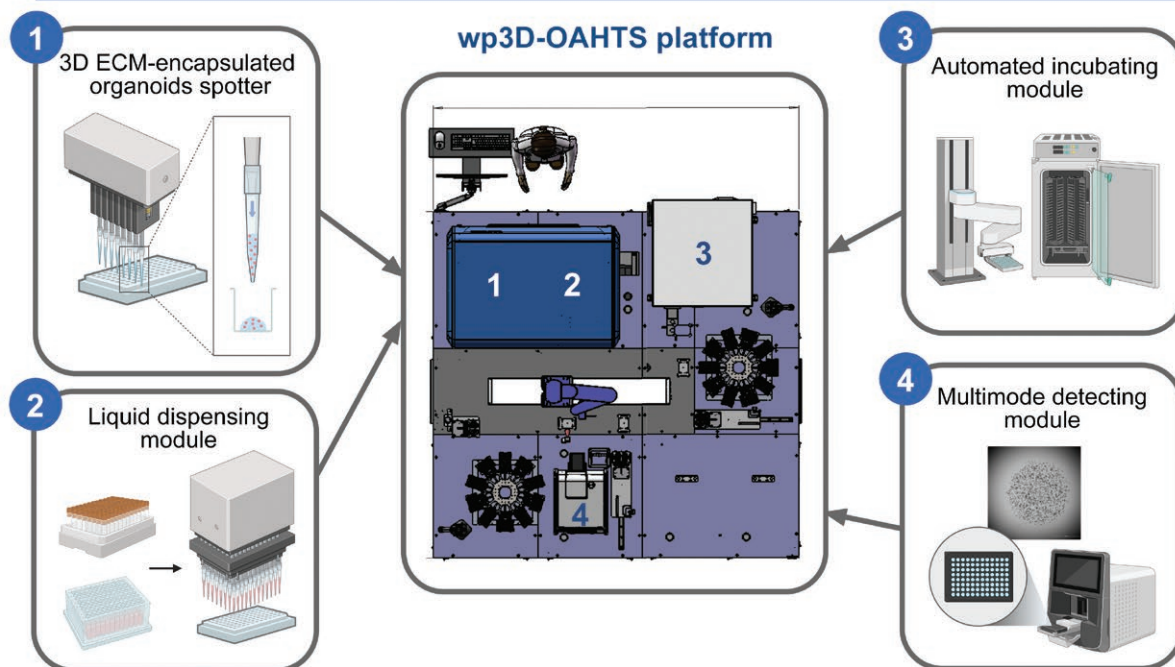 wp3D-OAHTS platform
1
3D ECM-encapsulated
organoids spotter
2
Liquid dispensing
module
1
2
3
4
3
Automated incubating
module
4
Multimode detecting
module